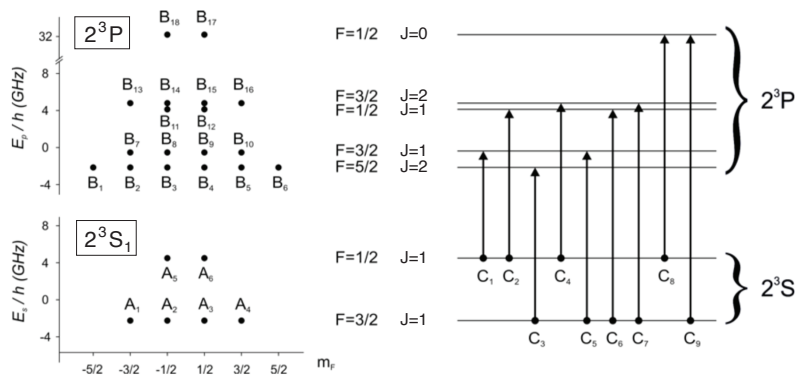 2³P
B₁₈ B₁₇
32
8
4
0
-4
E_p / h (GHz)
B₁₃ B₁₄ B₁₅ B₁₆
B₁₁ B₁₂
B₇ B₈ B₉ B₁₀
B₁ B₂ B₃ B₄ B₅ B₆
2³S₁
8
4
0
-4
E_s / h (GHz)
A₅ A₆
A₁ A₂ A₃ A₄
-5/2 -3/2 -1/2 1/2 3/2 5/2 m_F
F=1/2 J=0
F=3/2 J=2
F=1/2 J=1
F=3/2 J=1
F=5/2 J=2
F=1/2 J=1
F=3/2 J=1
C₁ C₂ C₄ C₈
C₃ C₅ C₆ C₇ C₉
2³P
2³S